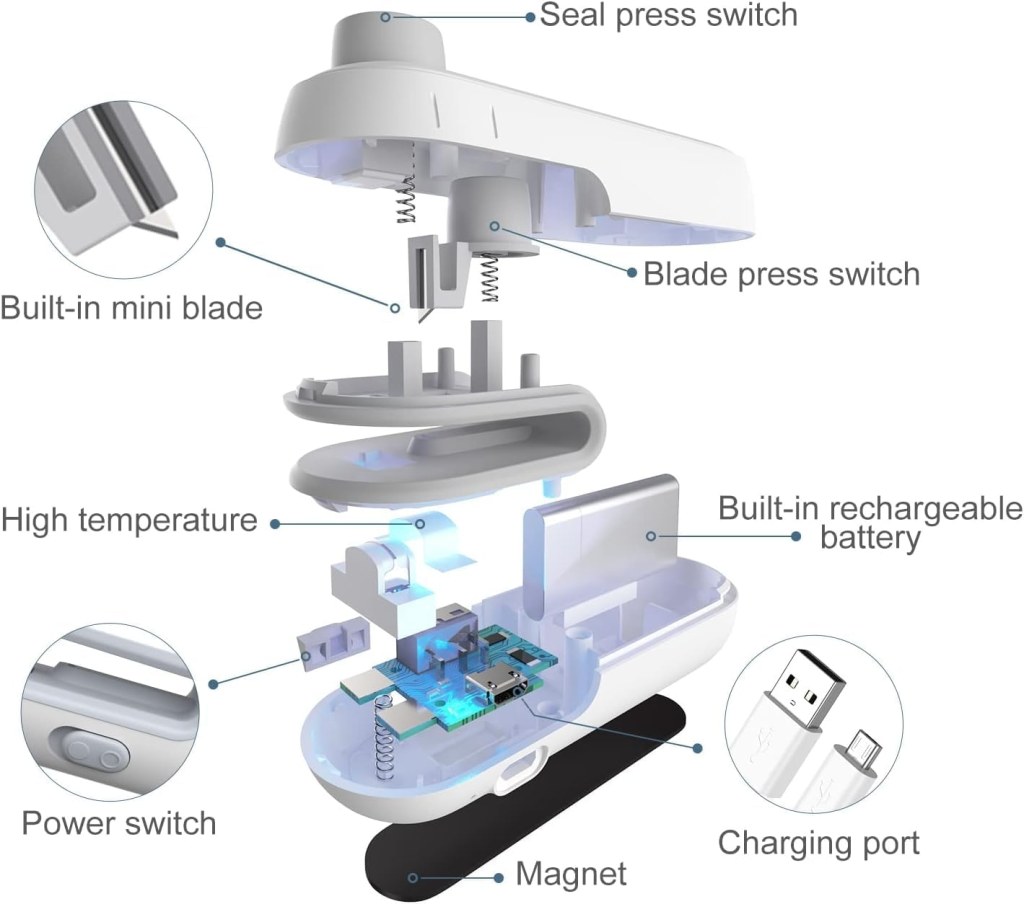 Seal press switch
Blade press switch
Built-in mini blade
High temperature
Built-in rechargeable
battery
Power switch
Charging port
Magnet